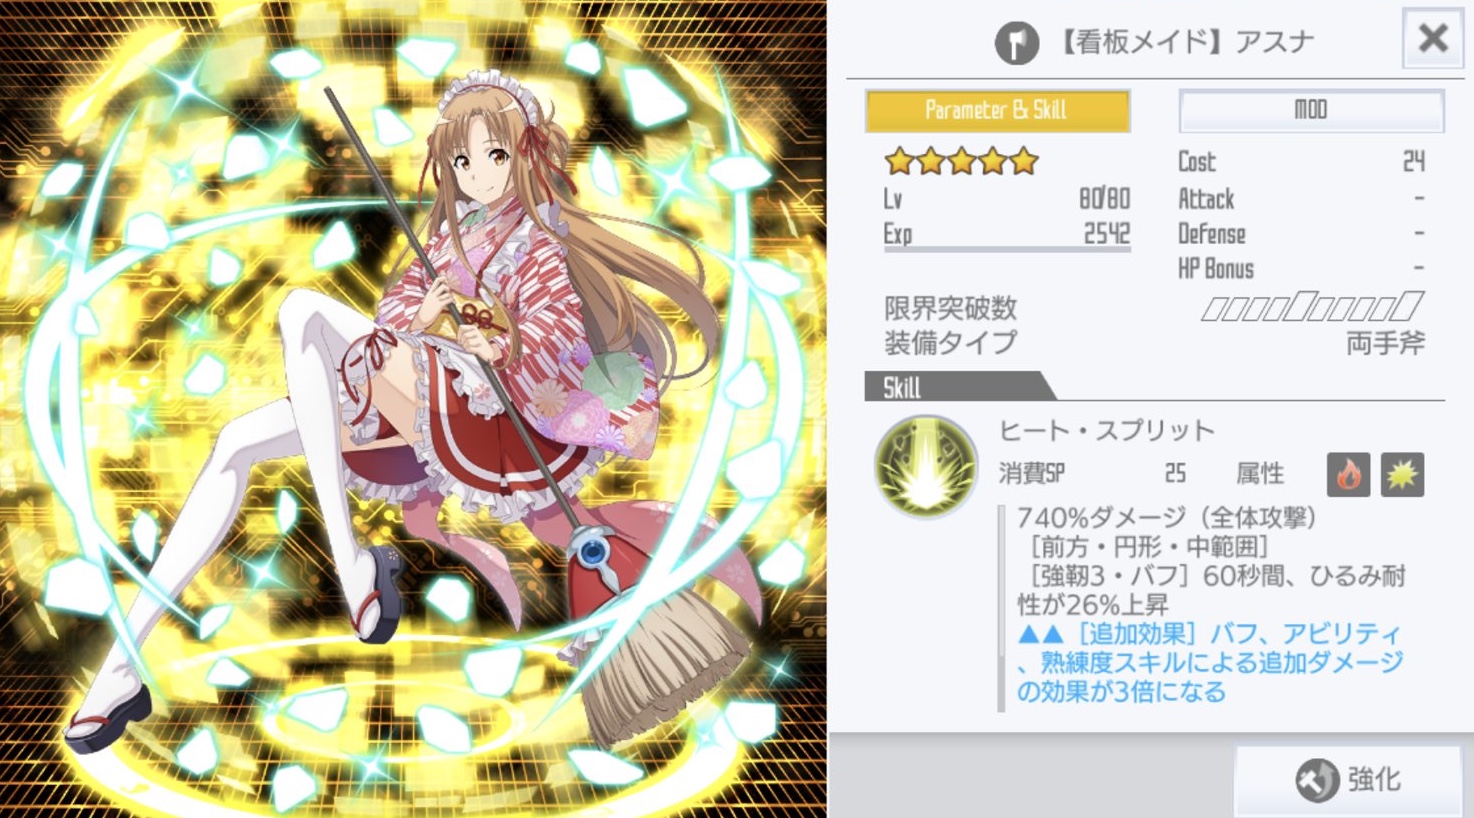 【看板メイド】アスナ
Parameter & Skill
MOD
Lv 80/80
Exp 2542
Cost 24
Attack -
Defense -
HP Bonus -
限界突破数
装備タイプ 両手斧
Skill
ヒート・スプリット
消費SP 25 属性
740%ダメージ（全体攻撃）
［前方・円形・中範囲］
［強靭3・バフ］60秒間、ひるみ耐
性が26%上昇
▲▲［追加効果］バフ、アビリティ
、熟練度スキルによる追加ダメージ
の効果が3倍になる
強化